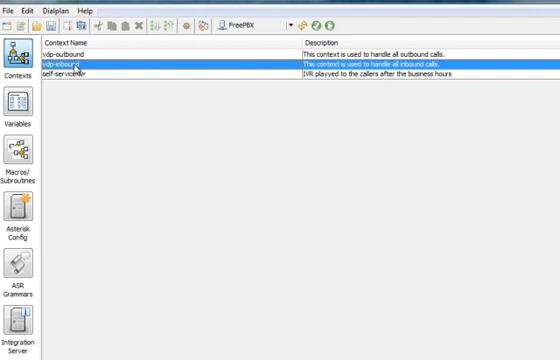 File Edit Dialplan Help
FreePBX
Context Name Description
vdp-outbound This context is used to handle all outbound calls.
vdp-inbound This context is used to handle all inbound calls.
IVR playyed to the callers after the business hours
Contexts
Variables
Macros/
Subroutines
Asterisk
Config
ASR
Grammars
Integration
Server